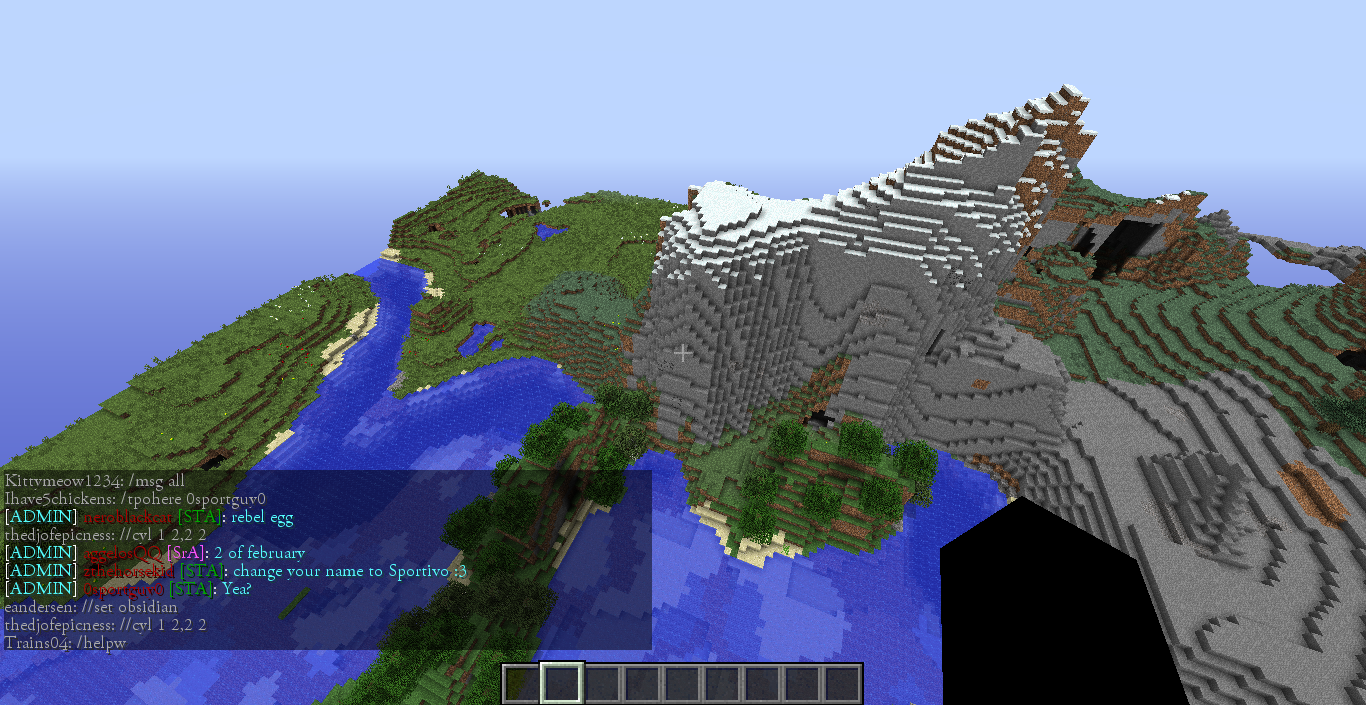 Kittymeow1234: /msg all
Ihave5chickens: /tpohere 0sportguv0
[ADMIN] [STA]: rebel egg
thedjofepicness: //cyl 1 2,2 2
[ADMIN] [SrA]: 2 of february
[ADMIN] [STA]: change your name to Sportivo :3
[ADMIN] 0sportguv0 [STA]: Yea?
eandersen: //set obsidian
thedjofepicness: //cyl 1 2,2 2
Trains04: /helpw